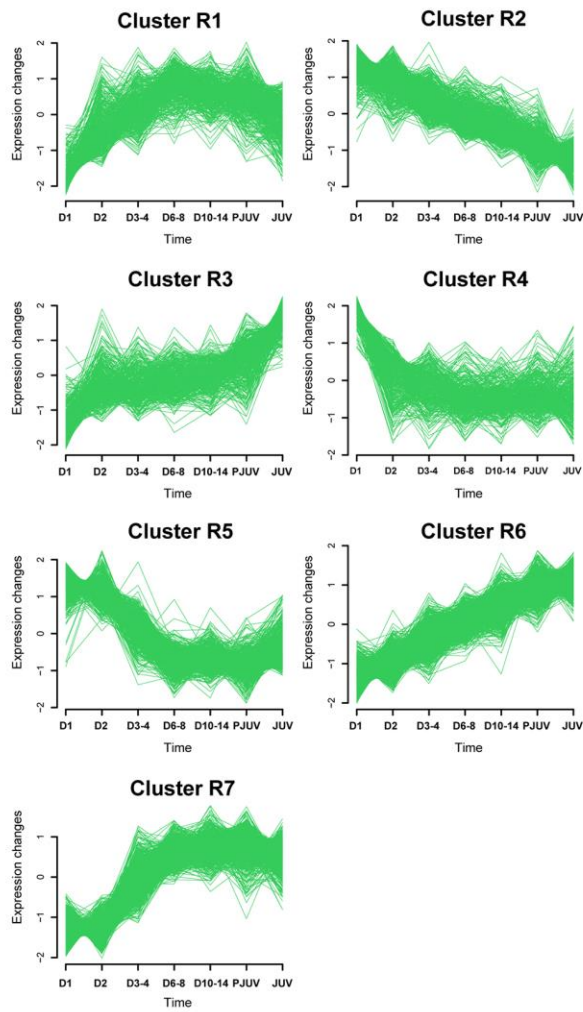 Cluster R1
Expression changes
2
1
0
−1
−2
D1 D2 D3-4 D6-8 D10-14 PJUV JUV
Time
Cluster R2
Expression changes
2
1
0
−1
−2
D1 D2 D3-4 D6-8 D10-14 PJUV JUV
Time
Cluster R3
Expression changes
2
1
0
−1
−2
D1 D2 D3-4 D6-8 D10-14 PJUV JUV
Time
Cluster R4
Expression changes
2
1
0
−1
−2
D1 D2 D3-4 D6-8 D10-14 PJUV JUV
Time
Cluster R5
Expression changes
2
1
0
−1
−2
D1 D2 D3-4 D6-8 D10-14 PJUV JUV
Time
Cluster R6
Expression changes
2
1
0
−1
−2
D1 D2 D3-4 D6-8 D10-14 PJUV JUV
Time
Cluster R7
Expression changes
1
0
−1
−2
D1 D2 D3-4 D6-8 D10-14 PJUV JUV
Time